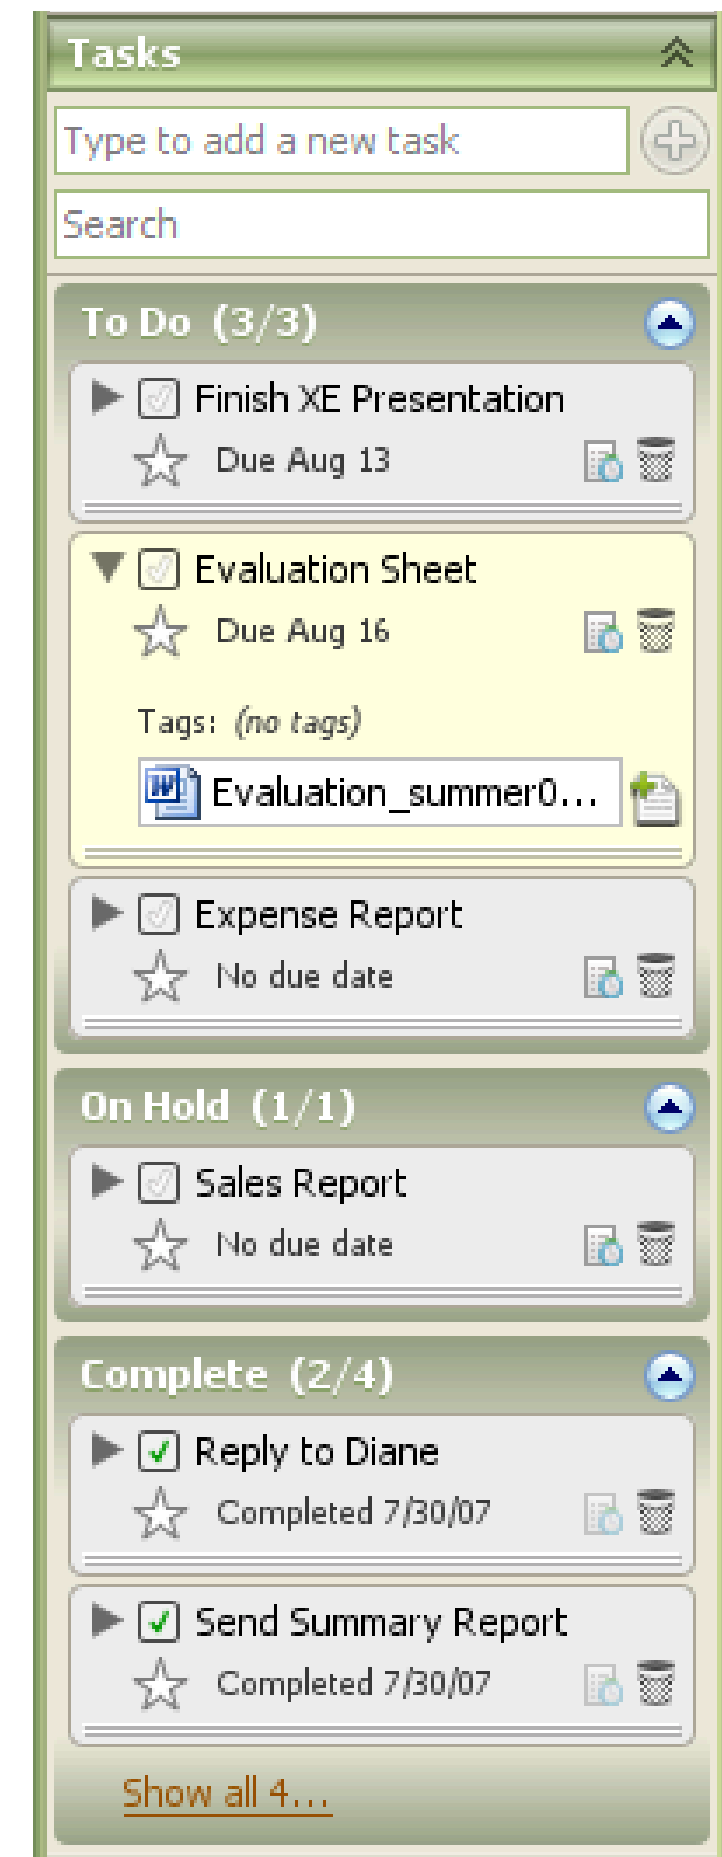 Tasks
Type to add a new task
Search
To Do (3/3)
Finish XE Presentation
Due Aug 13
Evaluation Sheet
Due Aug 16
Tags: (no tags)
Evaluation_summer0...
Expense Report
No due date
On Hold (1/1)
Sales Report
No due date
Complete (2/4)
Reply to Diane
Completed 7/30/07
Send Summary Report
Completed 7/30/07
Show all 4...